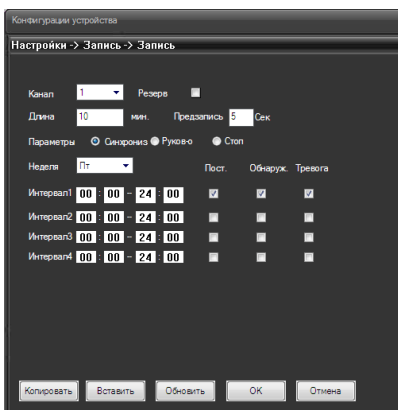 Конфигурации устройства
Настройки -> Запись -> Запись
Канал 1 Резерв
Длина 10 мин. Предзапись 5 Сек
Параметры Синхрониз Руков-о Стоп
Неделя Пт Пост. Обнаруж. Тревога
Интервал1 00 : 00 – 24 : 00
Интервал2 00 : 00 – 24 : 00
Интервал3 00 : 00 – 24 : 00
Интервал4 00 : 00 – 24 : 00
Копировать Вставить Обновить OK Отмена